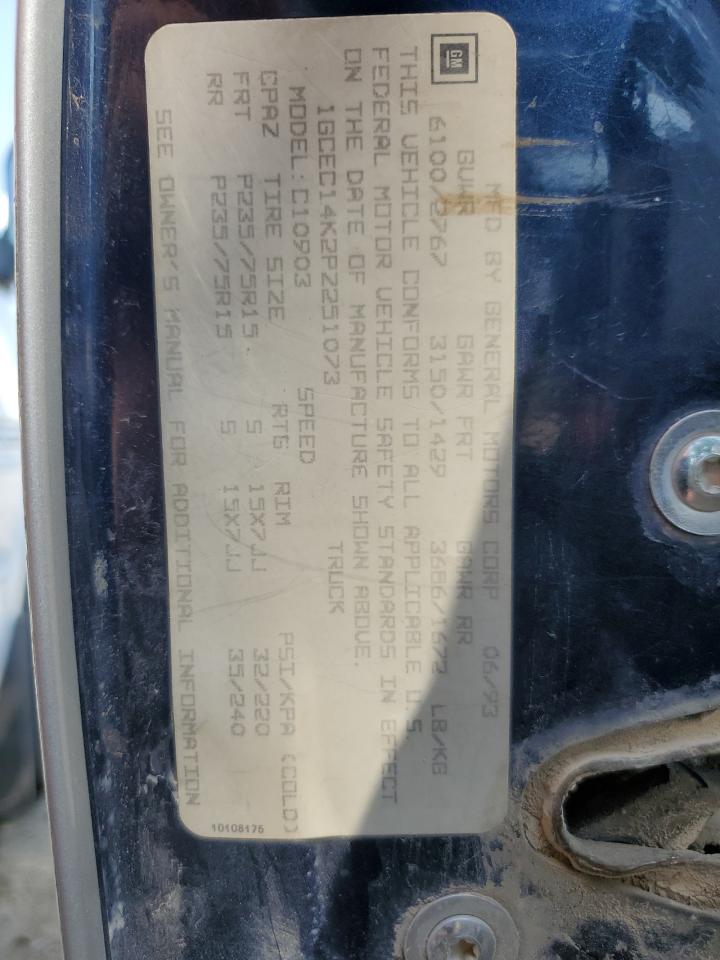 GM
MFD BY GENERAL MOTORS CORP 06/93
GVWR GAWR FRT GAWR RR
6100/2767 3150/1429 3686/1672 LB/KG
THIS VEHICLE CONFORMS TO ALL APPLICABLE U.S.
FEDERAL MOTOR VEHICLE SAFETY STANDARDS IN EFFECT
ON THE DATE OF MANUFACTURE SHOWN ABOVE.
1GCEC14K2PZ251073 TRUCK
MODEL:C10903 SPEED
CPAZ TIRE SIZE RTG RIM PSI/KPA (COLD)
FRT P235/75R15 S 15X7JJ 32/220
RR P235/75R15 S 15X7JJ 35/240
SEE OWNER'S MANUAL FOR ADDITIONAL INFORMATION
10108175